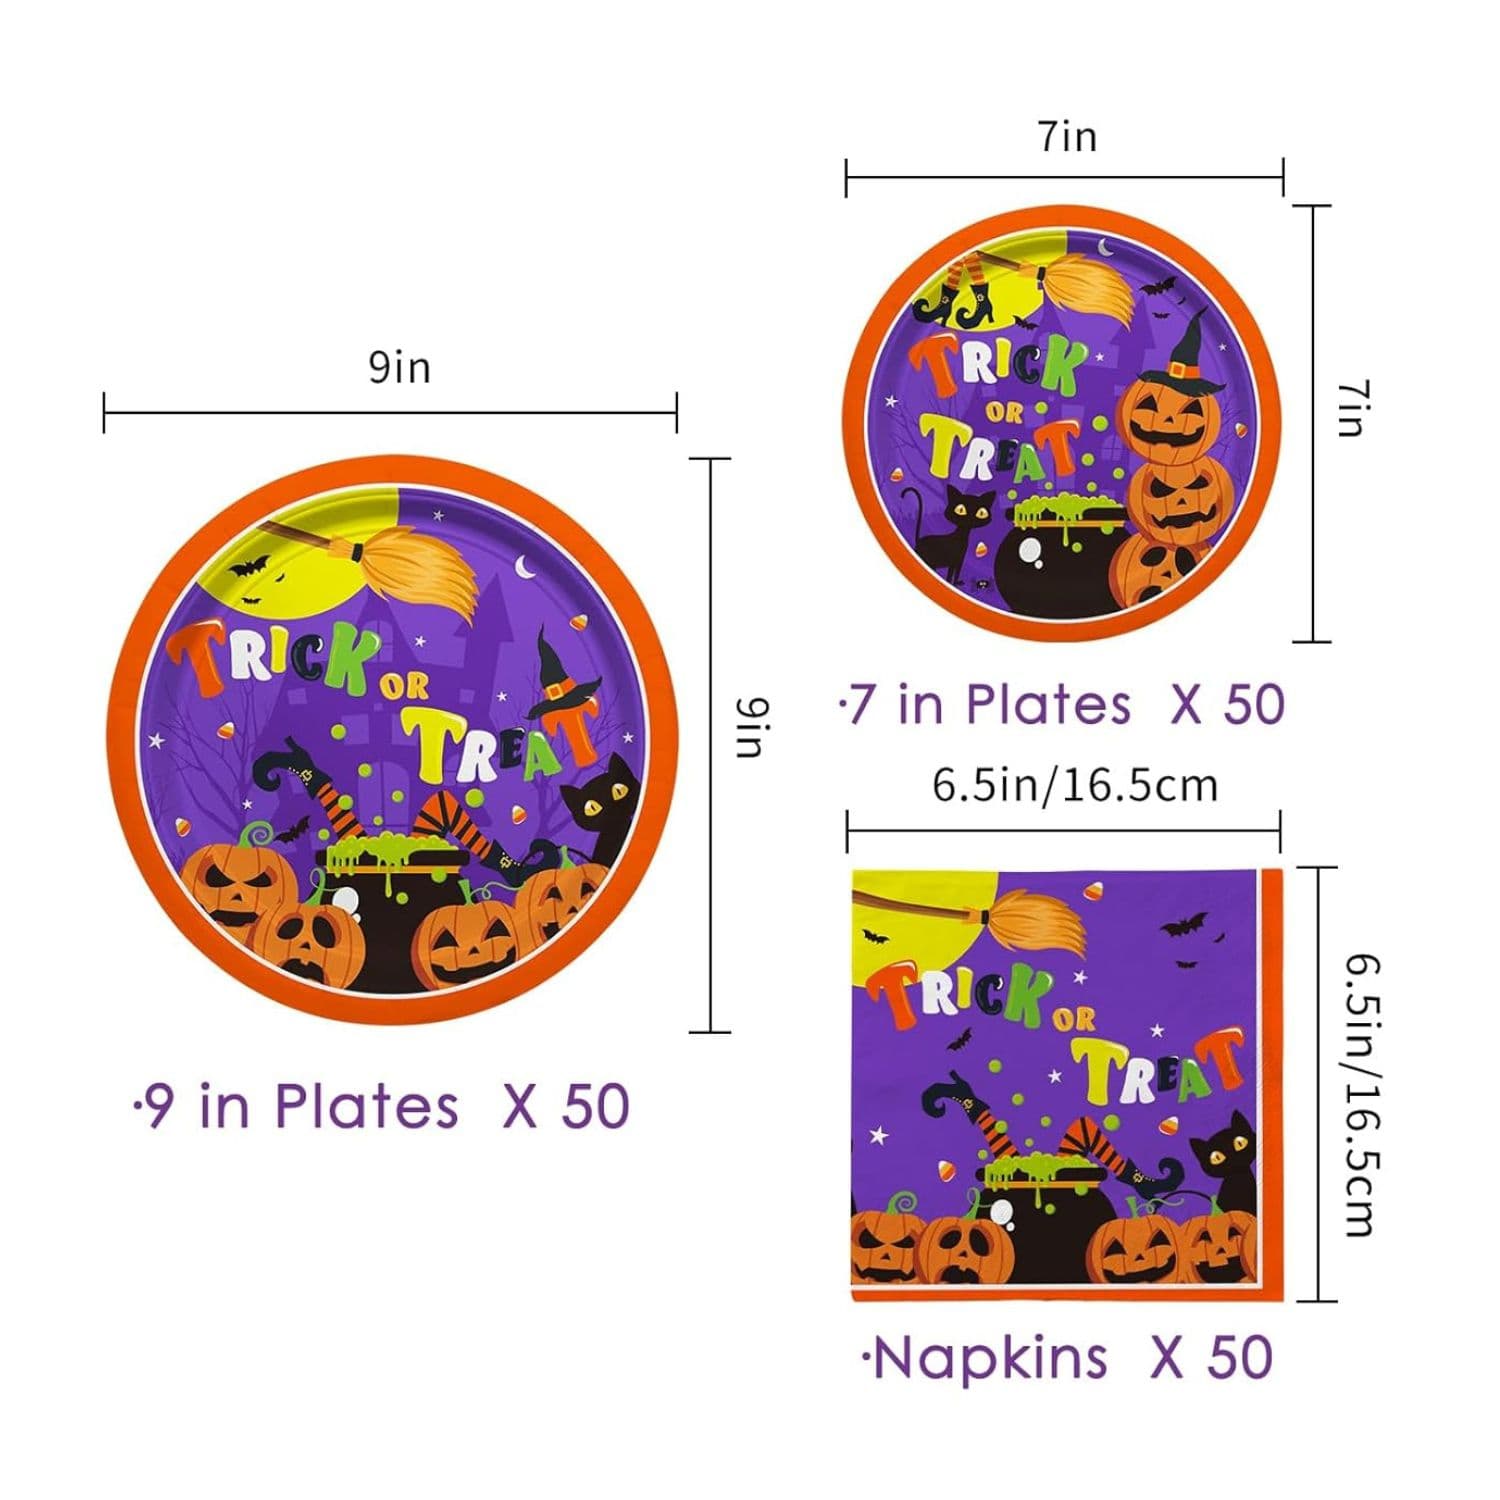 9in
9in
TRICK OR
TREAT
·9 in Plates X 50
7in
7in
TRICK
OR
TREAT
·7 in Plates X 50
6.5in/16.5cm
6.5in/16.5cm
TRICK OR
TREAT
·Napkins X 50